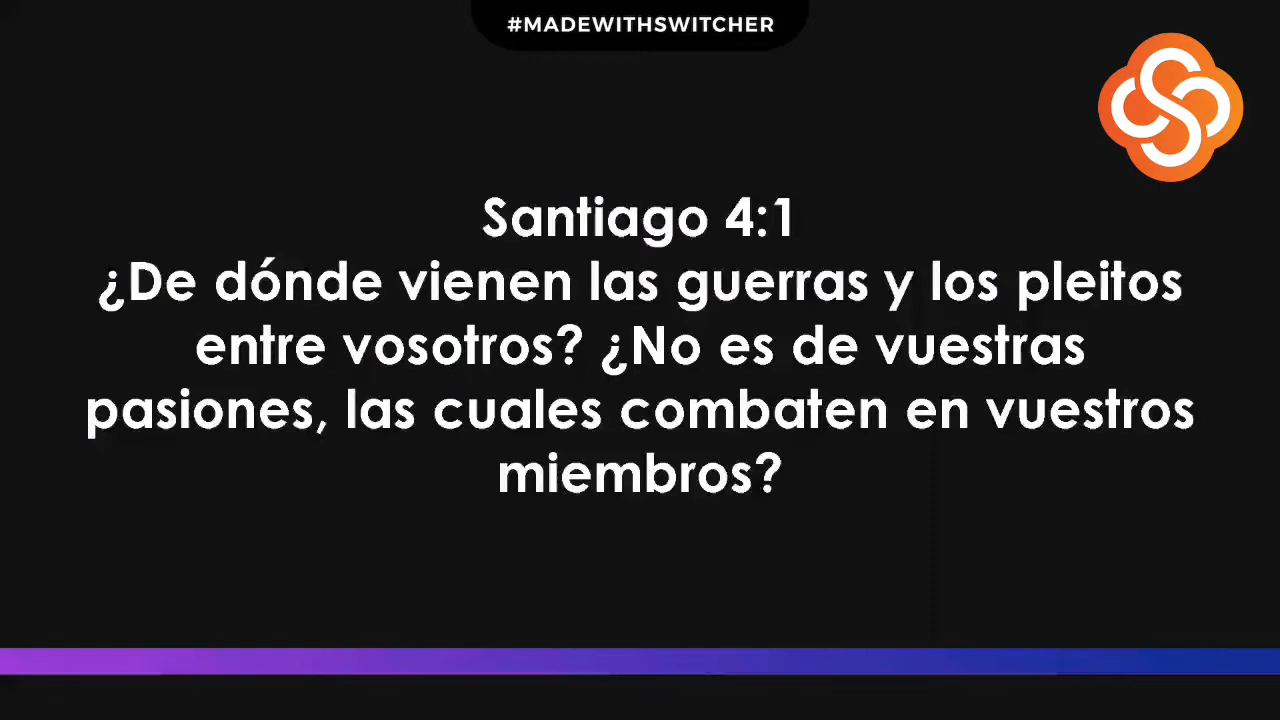 #MADEWITHSWITCHER
Santiago 4:1
¿De dónde vienen las guerras y los pleitos
entre vosotros? ¿No es de vuestras
pasiones, las cuales combaten en vuestros
miembros?